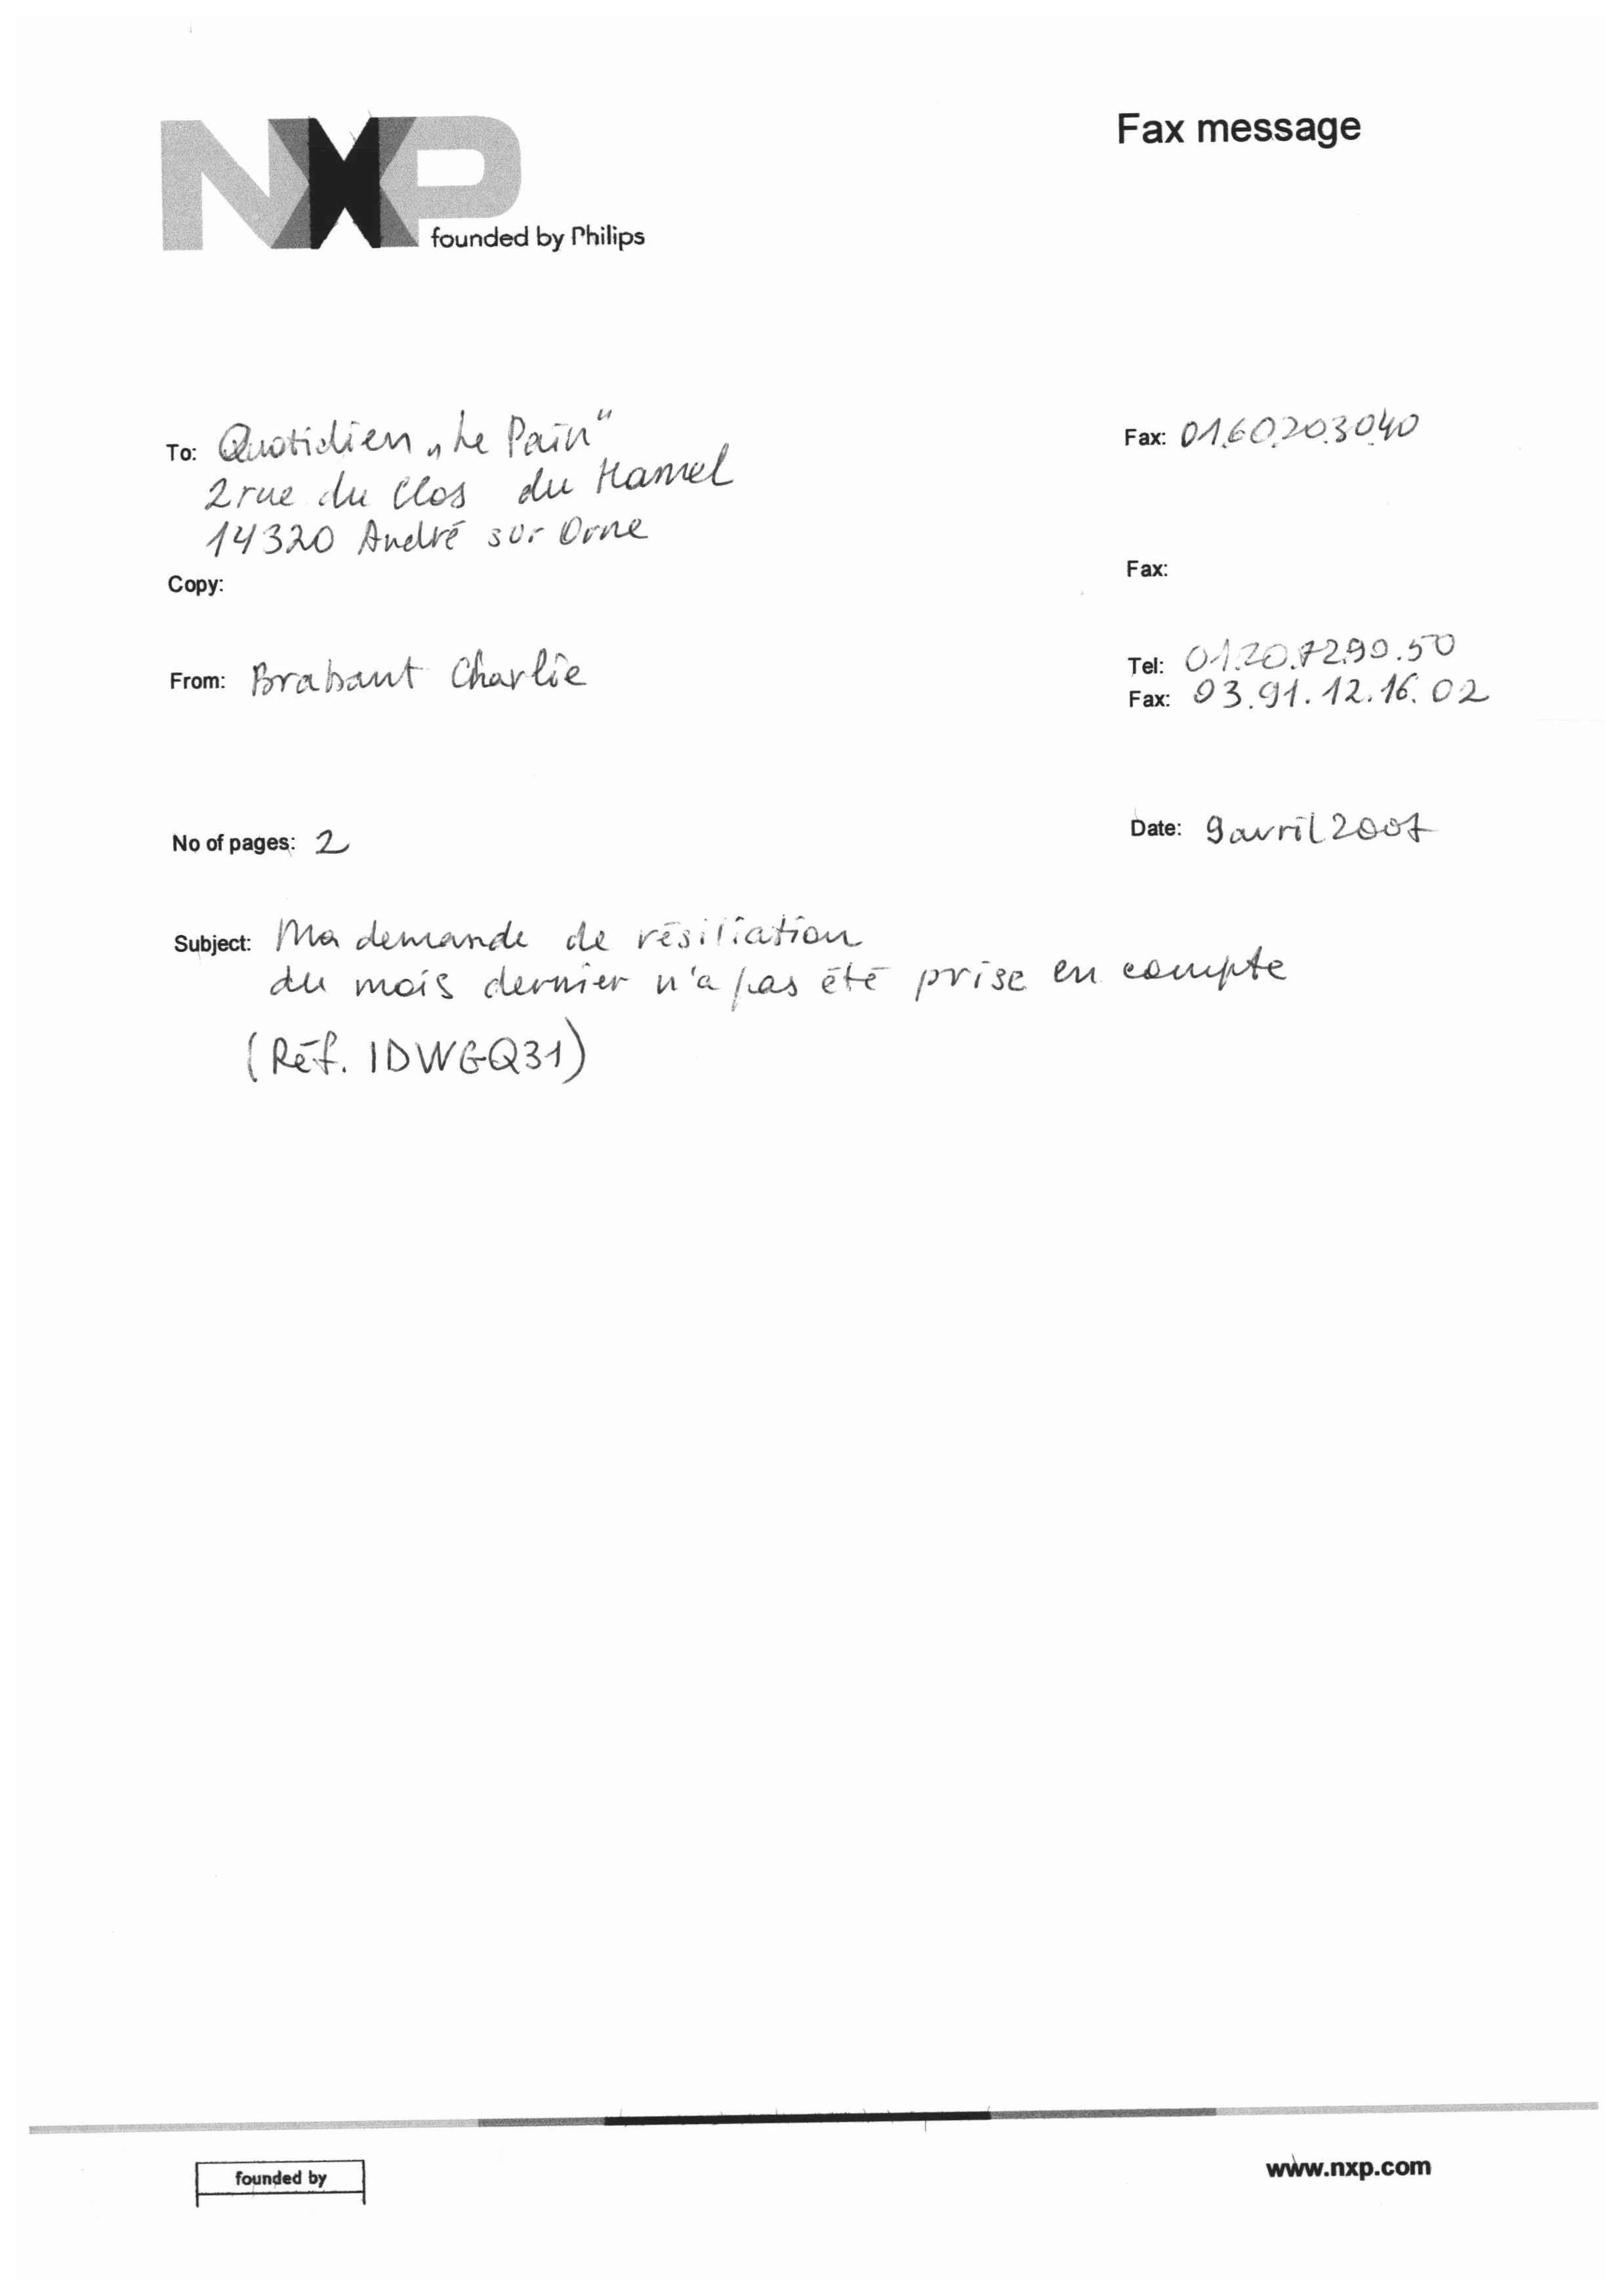 NXP
founded by Philips
Fax message
To: Quotidien „Le Pain"
2 rue du Clos du Hamel
14320 André sur Orne
Fax: 01.60.20.30.40
Copy:
Fax:
From: Brabant Charlie
Tel: 01.20.72.90.50
Fax: 03.91.12.16.02
No of pages: 2
Date: 9 avril 2007
Subject: Ma demande de résiliation
du mois dernier n'a pas été prise en compte
(Réf. IDWGQ31)
founded by
www.nxp.com